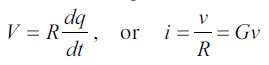 V = R dq/dt , or i = v/R = Gv